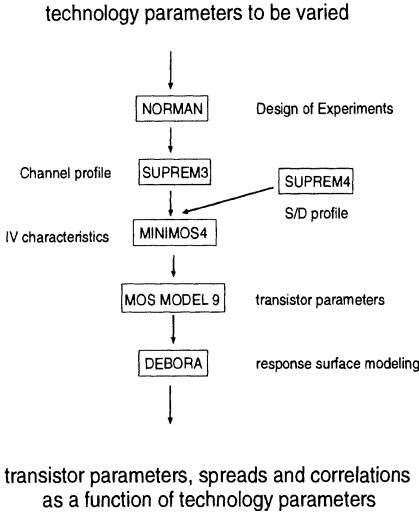 technology parameters to be varied
NORMAN
Design of Experiments
Channel profile
SUPREM3
SUPREM4
S/D profile
IV characteristics
MINIMOS4
MOS MODEL 9
transistor parameters
DEBORA
response surface modeling
transistor parameters, spreads and correlations
as a function of technology parameters